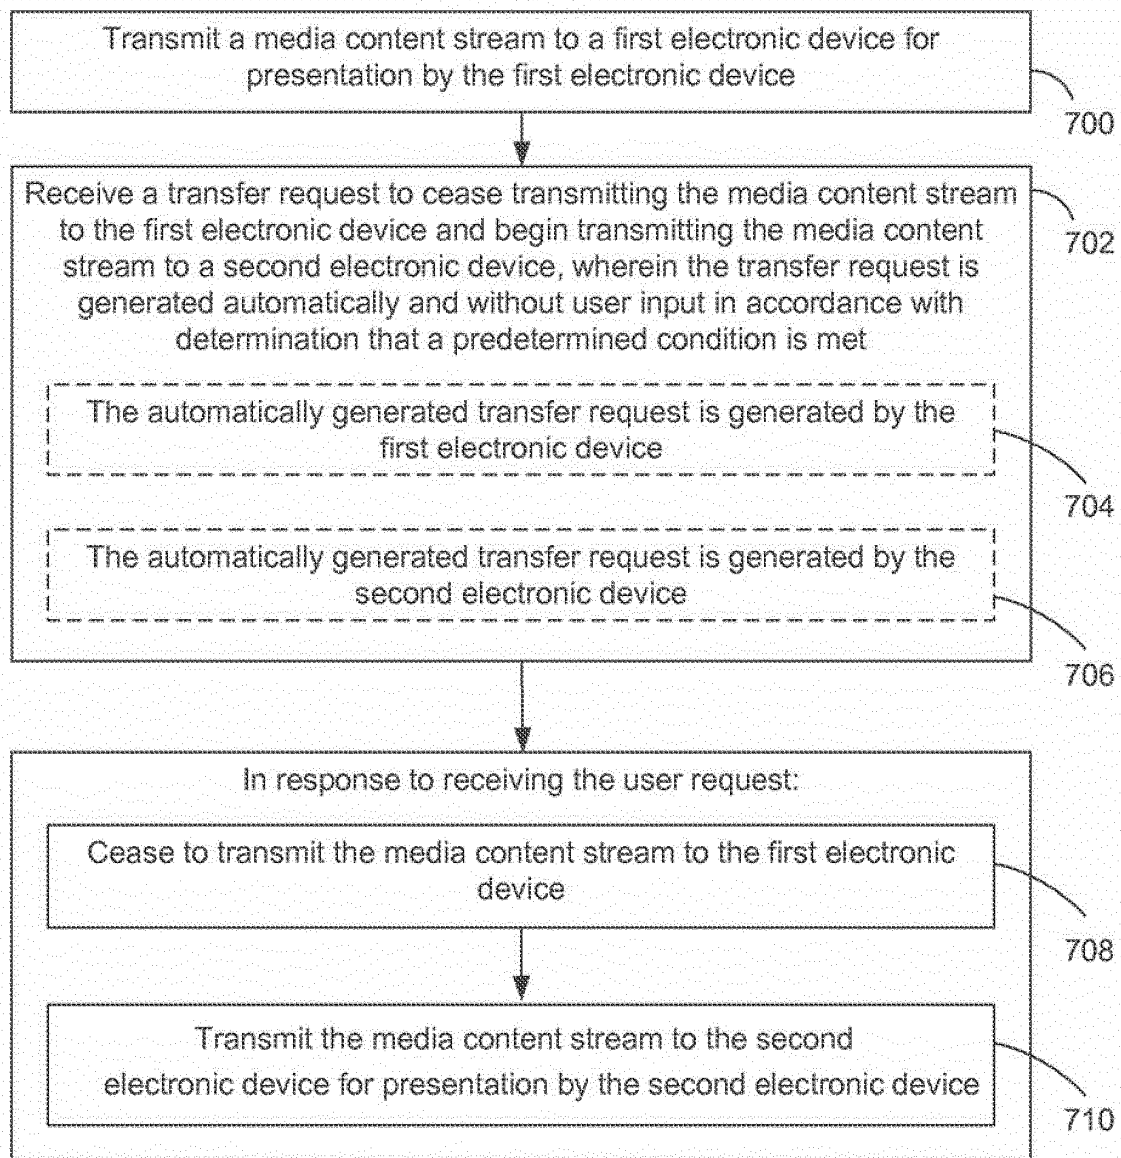 Transmit a media content stream to a first electronic device for
presentation by the first electronic device
700
Receive a transfer request to cease transmitting the media content stream
to the first electronic device and begin transmitting the media content
stream to a second electronic device, wherein the transfer request is
generated automatically and without user input in accordance with
determination that a predetermined condition is met
702
The automatically generated transfer request is generated by the
first electronic device
704
The automatically generated transfer request is generated by the
second electronic device
706
In response to receiving the user request:
Cease to transmit the media content stream to the first electronic
device
708
Transmit the media content stream to the second
electronic device for presentation by the second electronic device
710